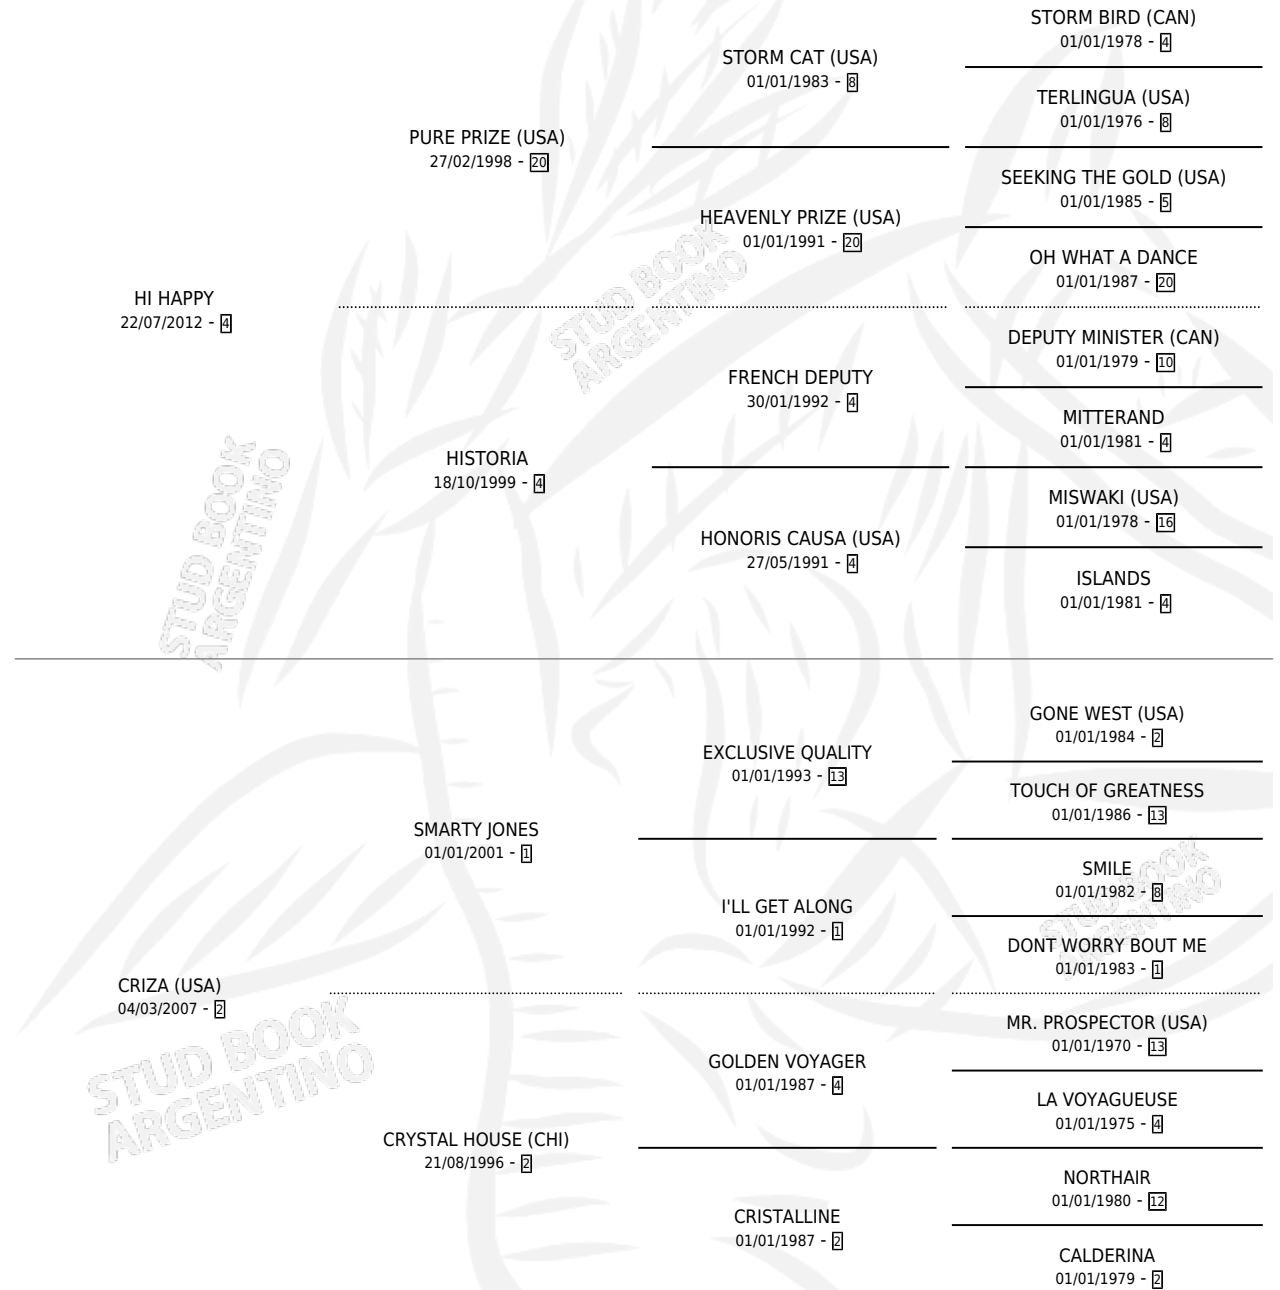 STORM BIRD (CAN)
01/01/1978 - 4
STORM CAT (USA)
01/01/1983 - 8
TERLINGUA (USA)
01/01/1976 - 8
PURE PRIZE (USA)
27/02/1998 - 20
SEEKING THE GOLD (USA)
01/01/1985 - 5
HEAVENLY PRIZE (USA)
01/01/1991 - 20
OH WHAT A DANCE
01/01/1987 - 20
HI HAPPY
22/07/2012 - 4
STUD BOOK
ARGENTINO
DEPUTY MINISTER (CAN)
01/01/1979 - 10
FRENCH DEPUTY
30/01/1992 - 4
MITTERAND
01/01/1981 - 4
HISTORIA
18/10/1999 - 4
MISWAKI (USA)
01/01/1978 - 16
HONORIS CAUSA (USA)
27/05/1991 - 4
ISLANDS
01/01/1981 - 4
STUD BOOK
ARGENTINO
GONE WEST (USA)
01/01/1984 - 2
EXCLUSIVE QUALITY
01/01/1993 - 13
TOUCH OF GREATNESS
01/01/1986 - 13
SMARTY JONES
01/01/2001 - 1
SMILE
01/01/1982 - 8
I'LL GET ALONG
01/01/1992 - 1
STUD BOOK
ARGENTINO
DONT WORRY BOUT ME
01/01/1983 - 1
CRIZA (USA)
04/03/2007 - 2
MR. PROSPECTOR (USA)
01/01/1970 - 13
GOLDEN VOYAGER
01/01/1987 - 4
STUD BOOK
ARGENTINO
LA VOYAGUEUSE
01/01/1975 - 4
CRYSTAL HOUSE (CHI)
21/08/1996 - 2
NORTHAIR
01/01/1980 - 12
CRISTALLINE
01/01/1987 - 2
CALDERINA
01/01/1979 - 2